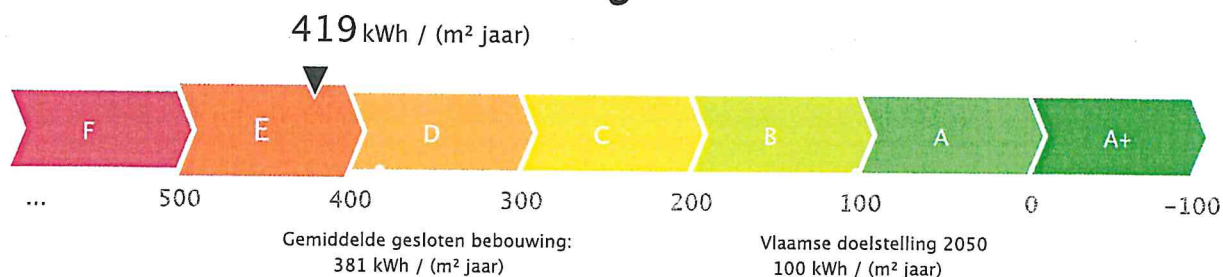 419 kWh / (m² jaar)
F E D C B A A+
... 500 400 300 200 100 0 -100
Gemiddelde gesloten bebouwing:
381 kWh / (m² jaar)
Vlaamse doelstelling 2050
100 kWh / (m² jaar)